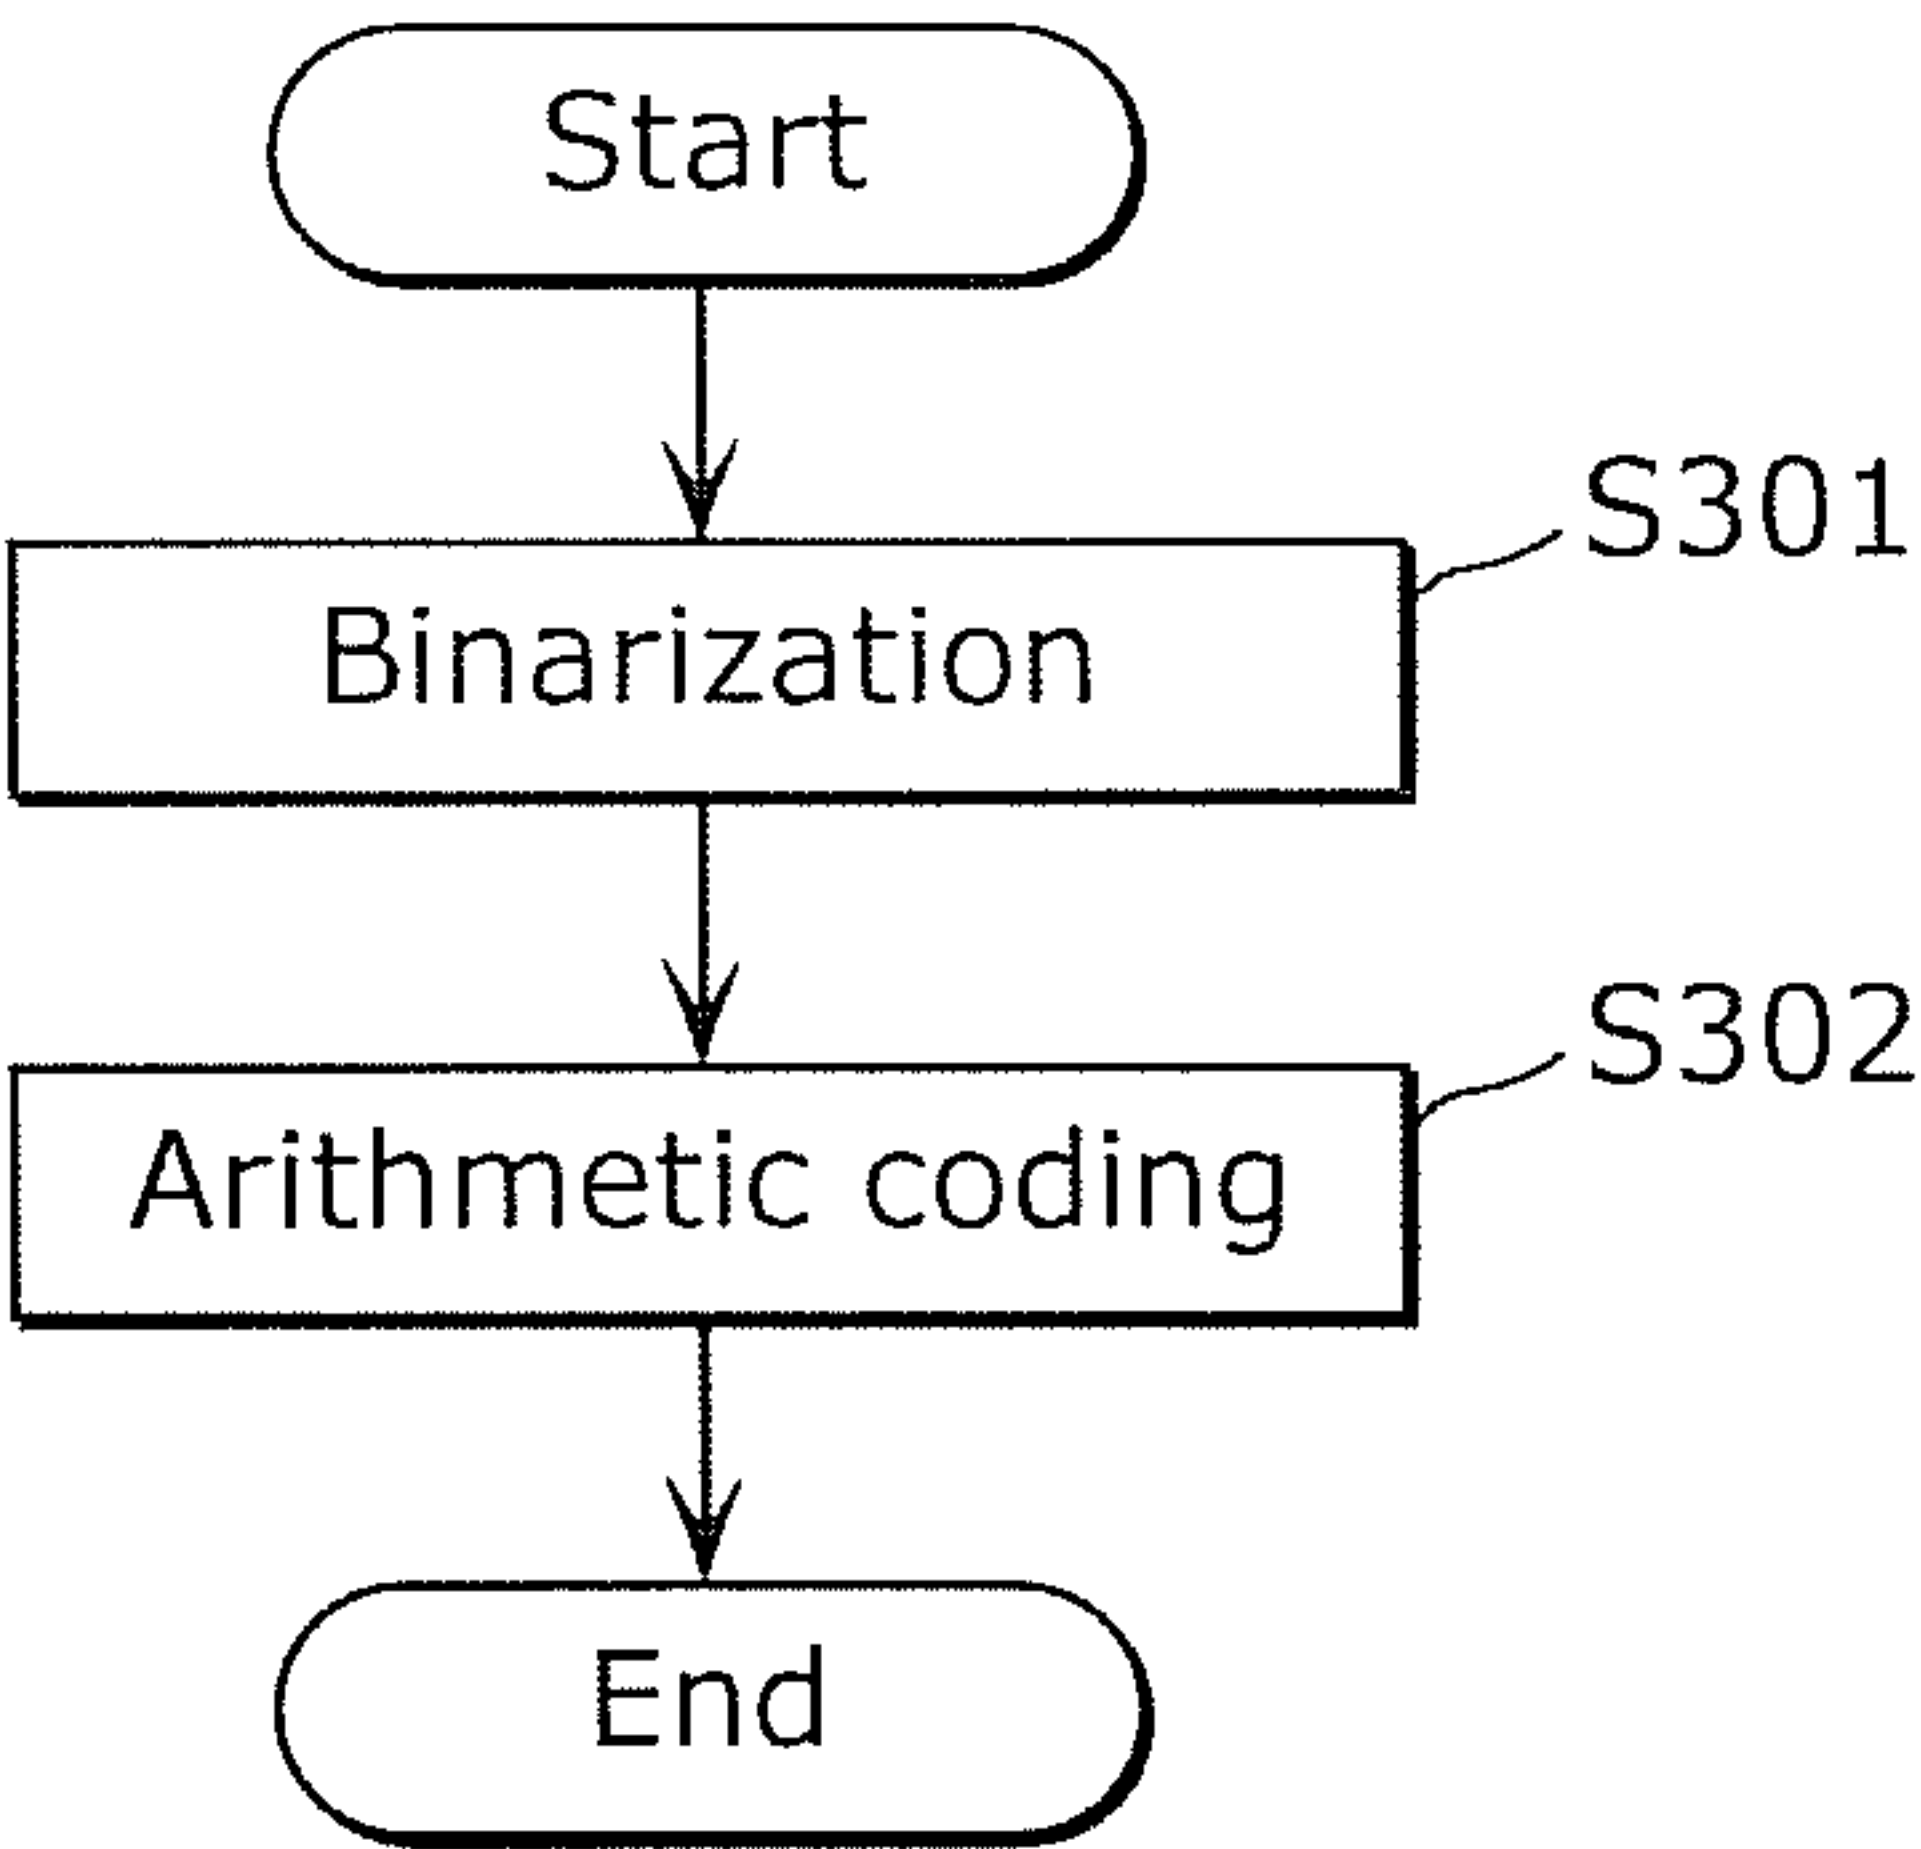 Start
S301
Binarization
S302
Arithmetic coding
End